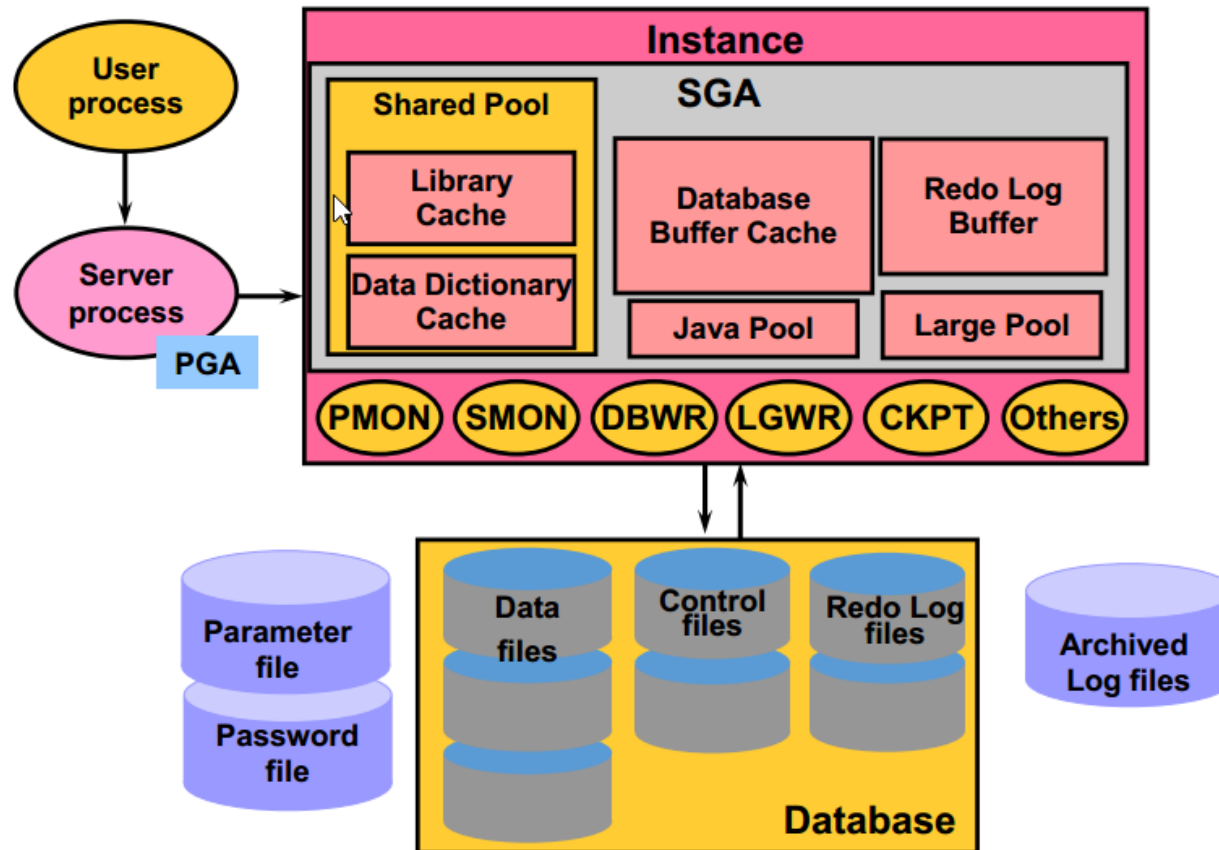 Instance
User
process
SGA
Shared Pool
Library
Cache
Database
Buffer Cache
Redo Log
Buffer
Server
process
Data Dictionary
Cache
Java Pool
Large Pool
PGA
PMON
SMON
DBWR
LGWR
CKPT
Others
Data
files
Control
files
Redo Log
files
Parameter
file
Archived
Log files
Password
file
Database